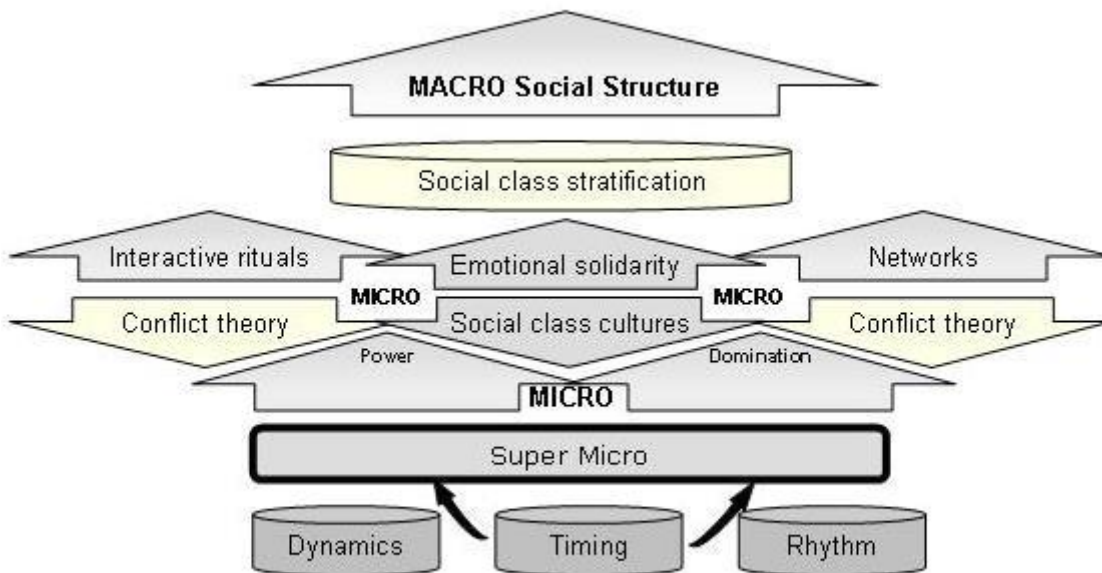 MACRO Social Structure
Social class stratification
Interactive rituals
Emotional solidarity
Networks
MICRO
MICRO
Conflict theory
Social class cultures
Conflict theory
Power
Domination
MICRO
Super Micro
Dynamics
Timing
Rhythm